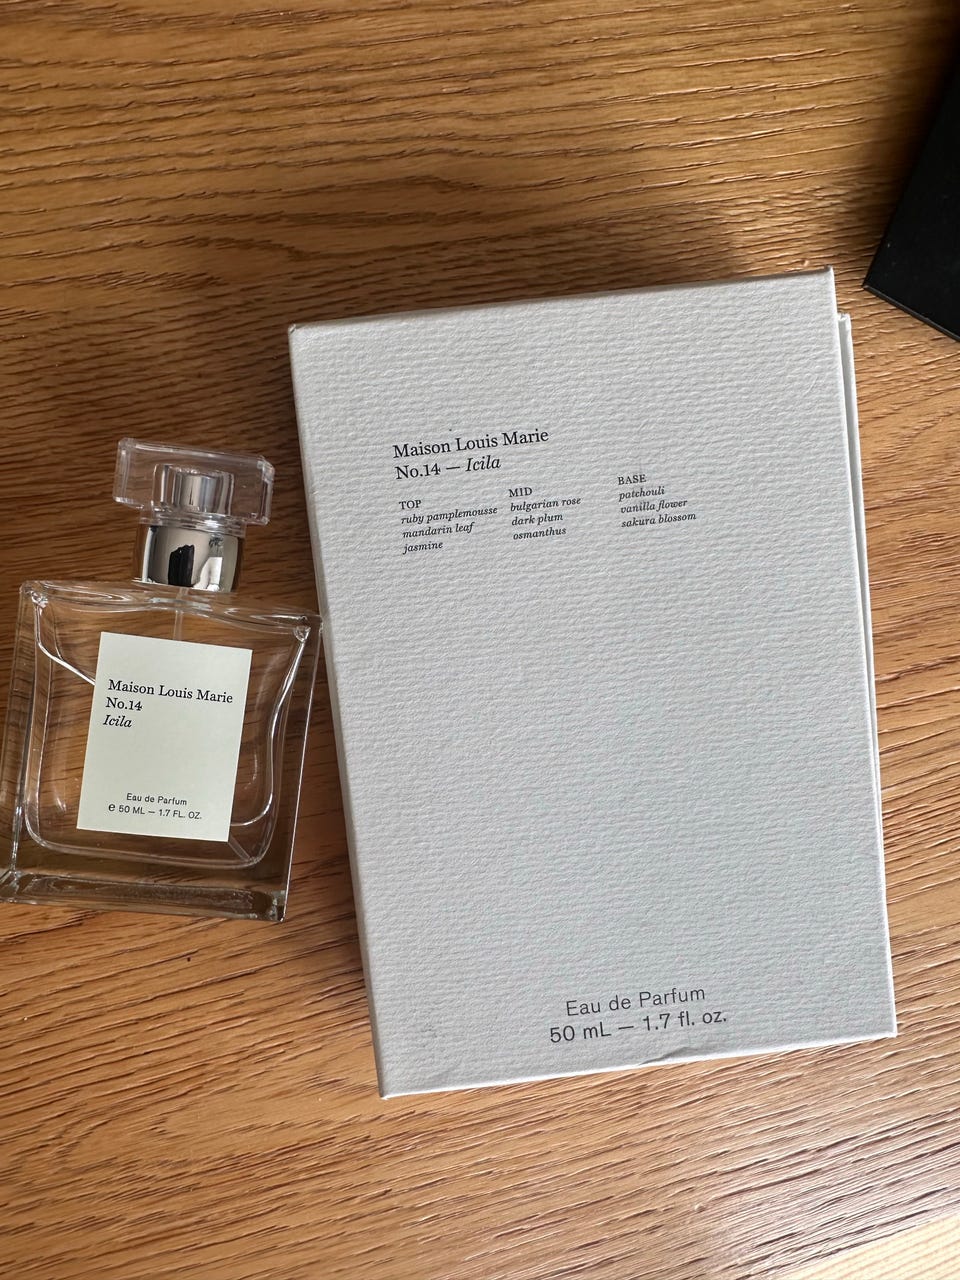 Maison Louis Marie
No.14 — Icila
TOP
ruby pamplemousse
mandarin leaf
jasmine
MID
bulgarian rose
dark plum
osmanthus
BASE
patchouli
vanilla flower
sakura blossom
Eau de Parfum
50 mL — 1.7 fl. oz.
Maison Louis Marie
No.14
Icila
Eau de Parfum
℮ 50 ML — 1.7 FL. OZ.